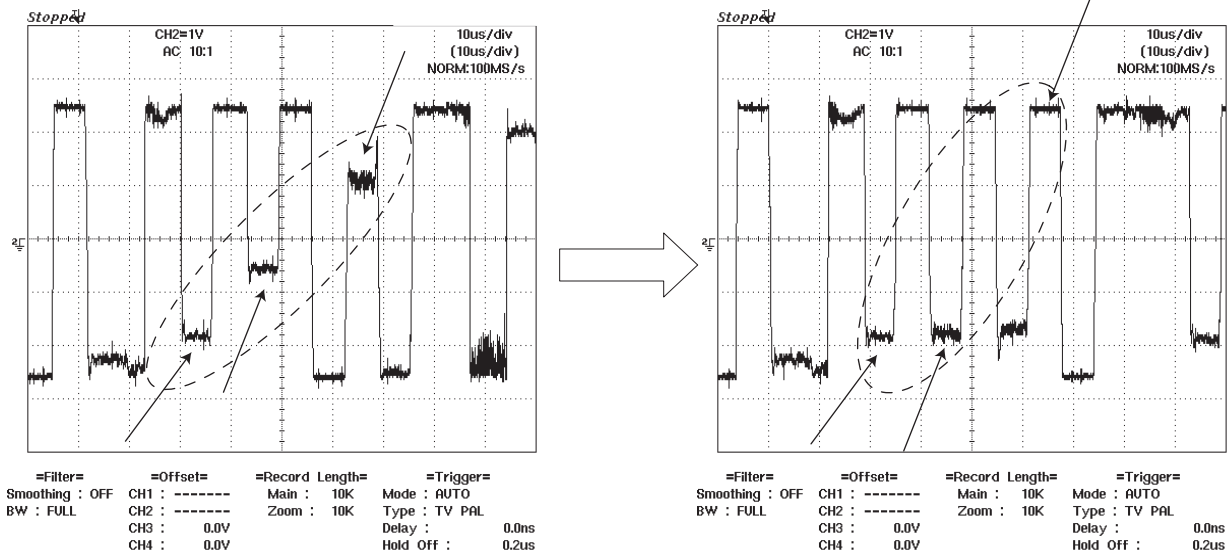 Stopped
CH2=1V
AC 10:1
10us/div
(10us/div)
NORM:100MS/s
2
=Filter=
Smoothing : OFF
BW : FULL
=Offset=
CH1 : -------
CH2 : -------
CH3 : 0.0V
CH4 : 0.0V
=Record Length=
Main : 10K
Zoom : 10K
=Trigger=
Mode : AUTO
Type : TV PAL
Delay : 0.0ns
Hold Off : 0.2us
Stopped
CH2=1V
AC 10:1
10us/div
(10us/div)
NORM:100MS/s
2
=Filter=
Smoothing : OFF
BW : FULL
=Offset=
CH1 : -------
CH2 : -------
CH3 : 0.0V
CH4 : 0.0V
=Record Length=
Main : 10K
Zoom : 10K
=Trigger=
Mode : AUTO
Type : TV PAL
Delay : 0.0ns
Hold Off : 0.2us